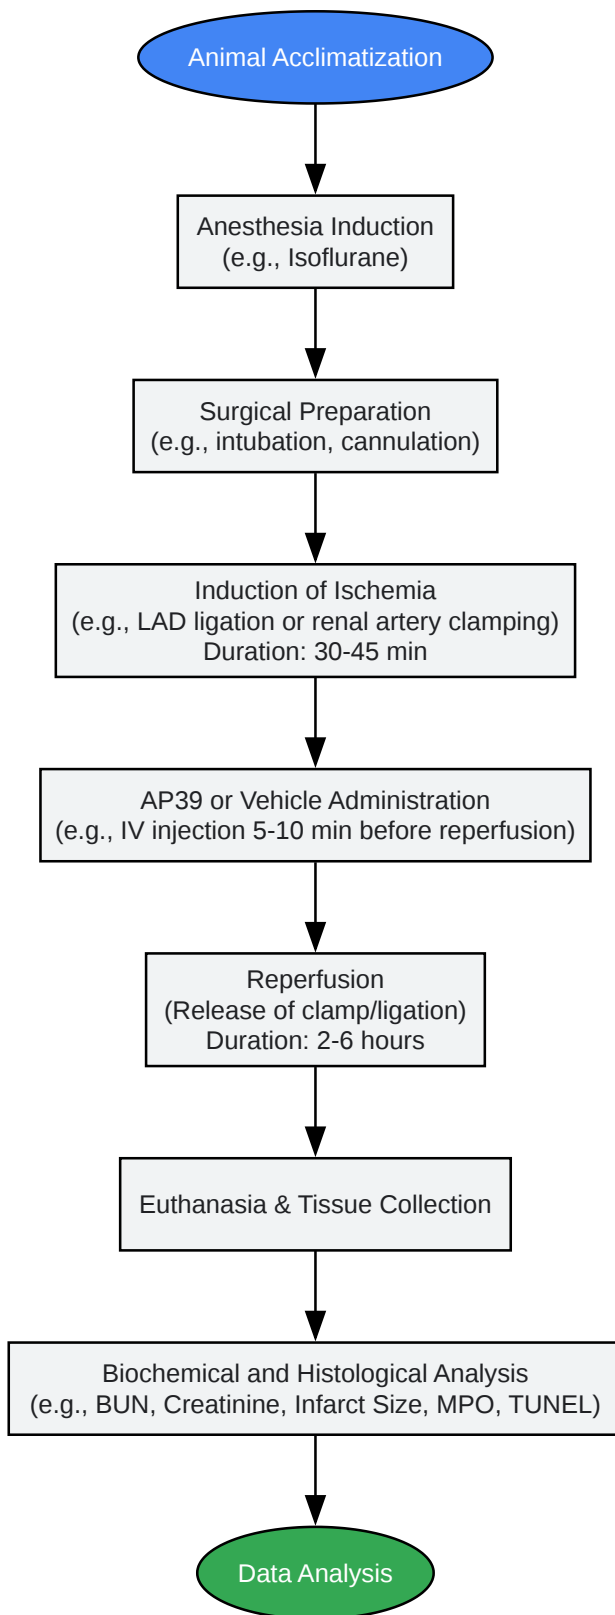 Animal Acclimatization
Anesthesia Induction
(e.g., Isoflurane)
Surgical Preparation
(e.g., intubation, cannulation)
Induction of Ischemia
(e.g., LAD ligation or renal artery clamping)
Duration: 30-45 min
AP39 or Vehicle Administration
(e.g., IV injection 5-10 min before reperfusion)
Reperfusion
(Release of clamp/ligation)
Duration: 2-6 hours
Euthanasia & Tissue Collection
Biochemical and Histological Analysis
(e.g., BUN, Creatinine, Infarct Size, MPO, TUNEL)
Data Analysis